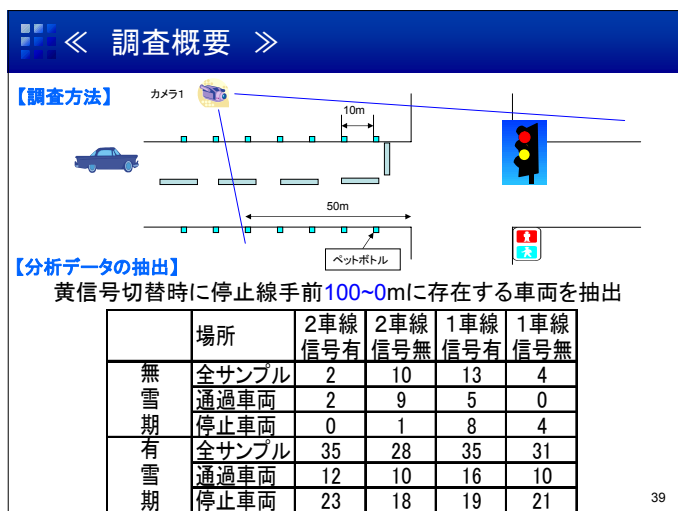 ≪ 調査概要 ≫
【調査方法】
カメラ1
10m
50m
ペットボトル
【分析データの抽出】
黄信号切替時に停止線手前100~0mに存在する車両を抽出
場所 2車線信号有 2車線信号無 1車線信号有 1車線信号無
無雪期 全サンプル 2 10 13 4
通過車両 2 9 5 0
停止車両 0 1 8 4
有雪期 全サンプル 35 28 35 31
通過車両 12 10 16 10
停止車両 23 18 19 21
39